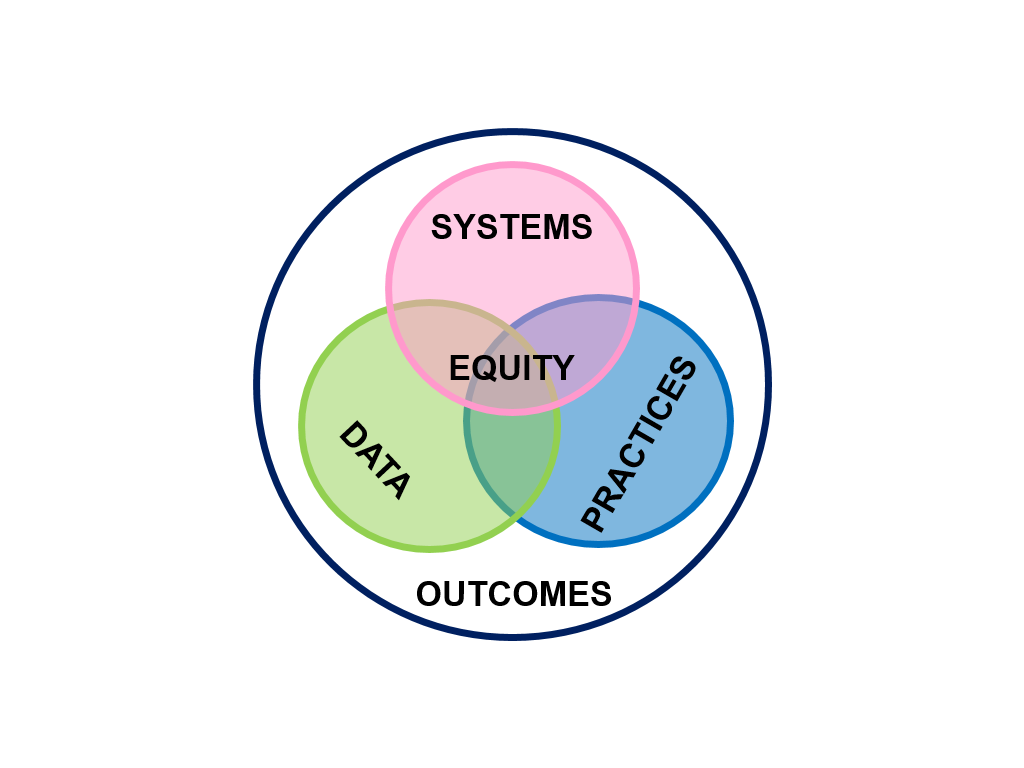 SYSTEMS
EQUITY
DATA
PRACTICES
OUTCOMES